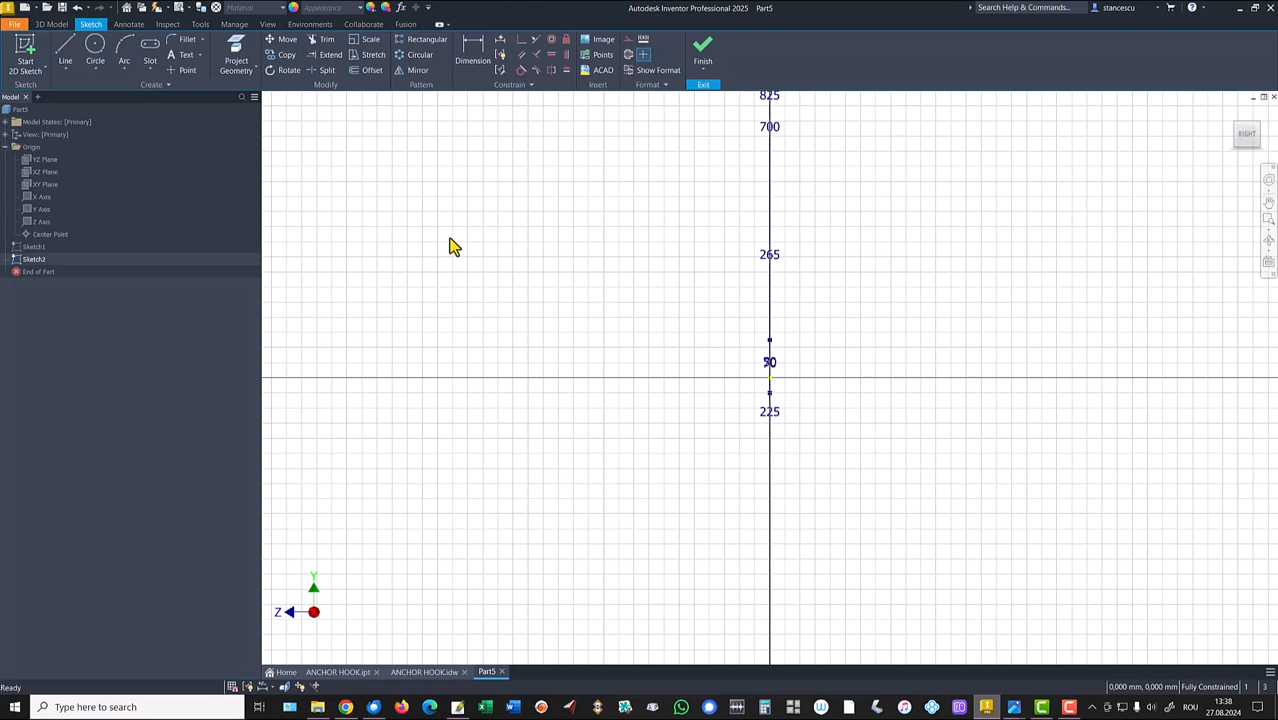 Material
Appearance
Autodesk Inventor Professional 2025 Part5
Search Help & Commands...
stancescu
File 3D Model Sketch Annotate Inspect Tools Manage View Environments Get Started Collaborate Fusion
Start
2D Sketch
Line
Circle
Arc
Slot
Fillet
Text
Point
Project
Geometry
Move
Copy
Rotate
Trim
Extend
Split
Scale
Stretch
Offset
Rectangular
Circular
Mirror
Dimension
Image
Points
ACAD
Show Format
Finish
Sketch Create Modify Pattern Constrain Insert Format Exit
Model
Part5
Model States: [Primary]
View: [Primary]
Origin
YZ Plane
XZ Plane
XY Plane
X Axis
Y Axis
Z Axis
Center Point
Sketch1
Sketch2
End of Part
825
700
265
225
RIGHT
Y
Z
Home ANCHOR HOOK.ipt ANCHOR HOOK.idw Part5
Ready
0,000 mm, 0,000 mm Fully Constrained 1 3
Type here to search
ROU
13:38
27.08.2024